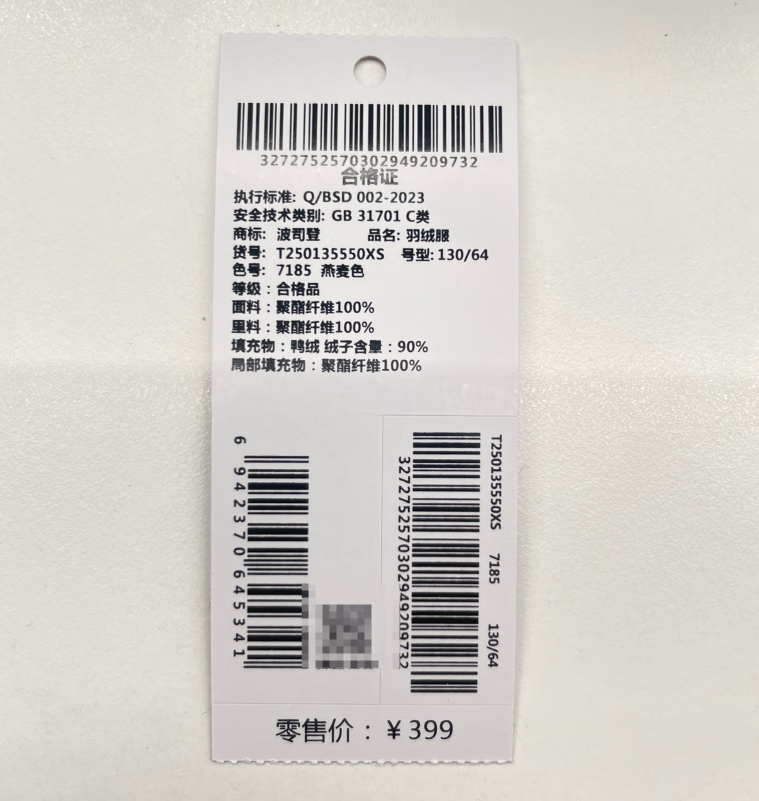 3272752570302949209732
合格证
执行标准: Q/BSD 002-2023
安全技术类别: GB 31701 C类
商标: 波司登 品名: 羽绒服
货号: T250135550XS 号型: 130/64
色号: 7185 燕麦色
等级：合格品
面料：聚酯纤维100%
里料：聚酯纤维100%
填充物：鸭绒 绒子含量：90%
局部填充物：聚酯纤维100%
6942370645341
3272752570302949209732
T250135550XS 7185 130/64
零售价：￥399